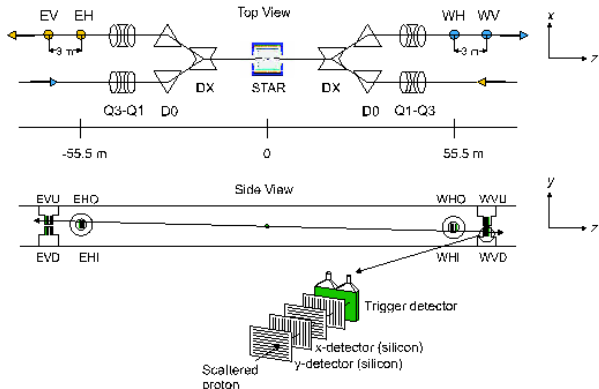 Top View
EV EH WH WV
3 m 3 m
x
z
Q3-Q1 D0 DX STAR DX D0 Q1-Q3
-55.5 m 0 55.5 m
Side View
y
z
EVU EHO WHO WVU
EVD EHI WHI WVD
Trigger detector
x-detector (silicon)
y-detector (silicon)
Scattered
proton